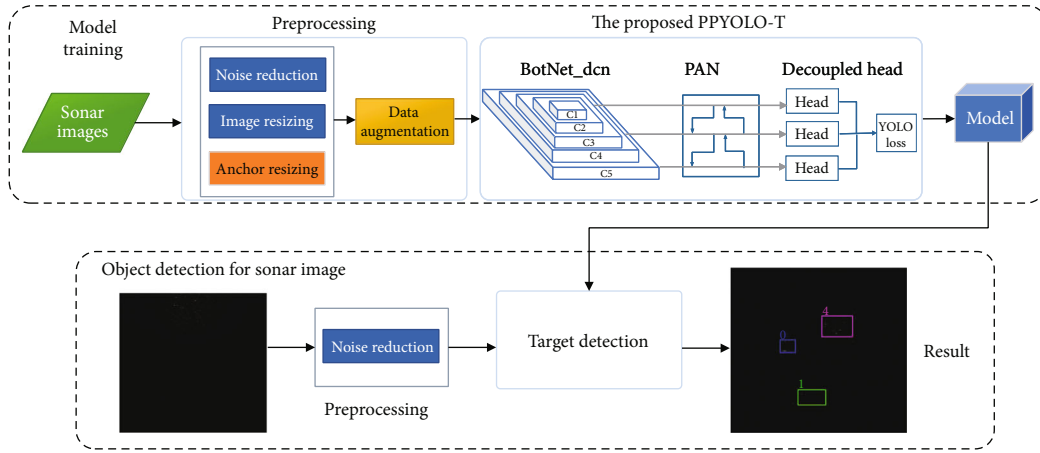 Model
training
Preprocessing
The proposed PPYOLO-T
Sonar
images
Noise reduction
Image resizing
Anchor resizing
Data
augmentation
BotNet_dcn
C1
C2
C3
C4
C5
PAN
Decoupled head
Head
Head
Head
YOLO
loss
Model
Object detection for sonar image
Noise reduction
Preprocessing
Target detection
4
0
1
Result